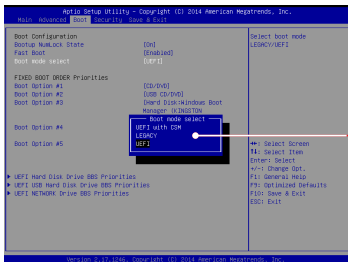 Aptio Setup Utility - Copyright (C) 2014 American Megatrends, Inc.
Main Advanced Boot Security Save & Exit
Boot Configuration
Bootup NumLock State [On]
Fast Boot [Enabled]
Boot mode select [UEFI]
FIXED BOOT ORDER Priorities
Boot Option #1 [CD/DVD]
Boot Option #2 [USB CD/DVD]
Boot Option #3 [Hard Disk:Windows Boot
Manager (KINGSTON
Boot mode select
UEFI with CSM
LEGACY
UEFI
Boot Option #4
Boot Option #5
UEFI Hard Disk Drive BBS Priorities
UEFI USB Hard Drive BBS Priorities
UEFI NETWORK Drive BBS Priorities
Select boot mode
LEGACY/UEFI
: Select Screen
: Select Item
Enter: Select
+/-: Change Opt.
F1: General Help
F9: Optimized Defaults
F10: Save & Exit
ESC: Exit
Version 2.17.1246. Copyright (C) 2014 American Megatrends, Inc.